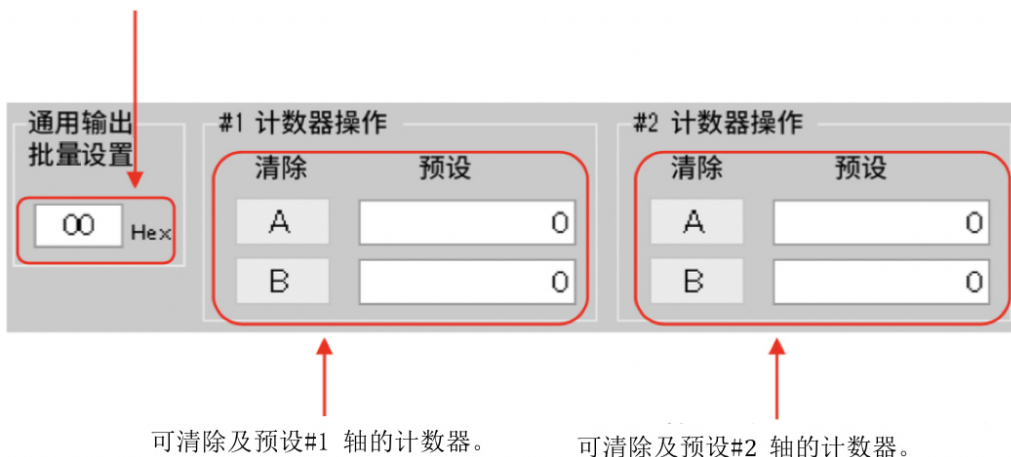 通用输出
批量设置
00 Hex
#1 计数器操作
清除 预设
A 0
B 0
#2 计数器操作
清除 预设
A 0
B 0
可清除及预设#1 轴的计数器。
可清除及预设#2 轴的计数器。